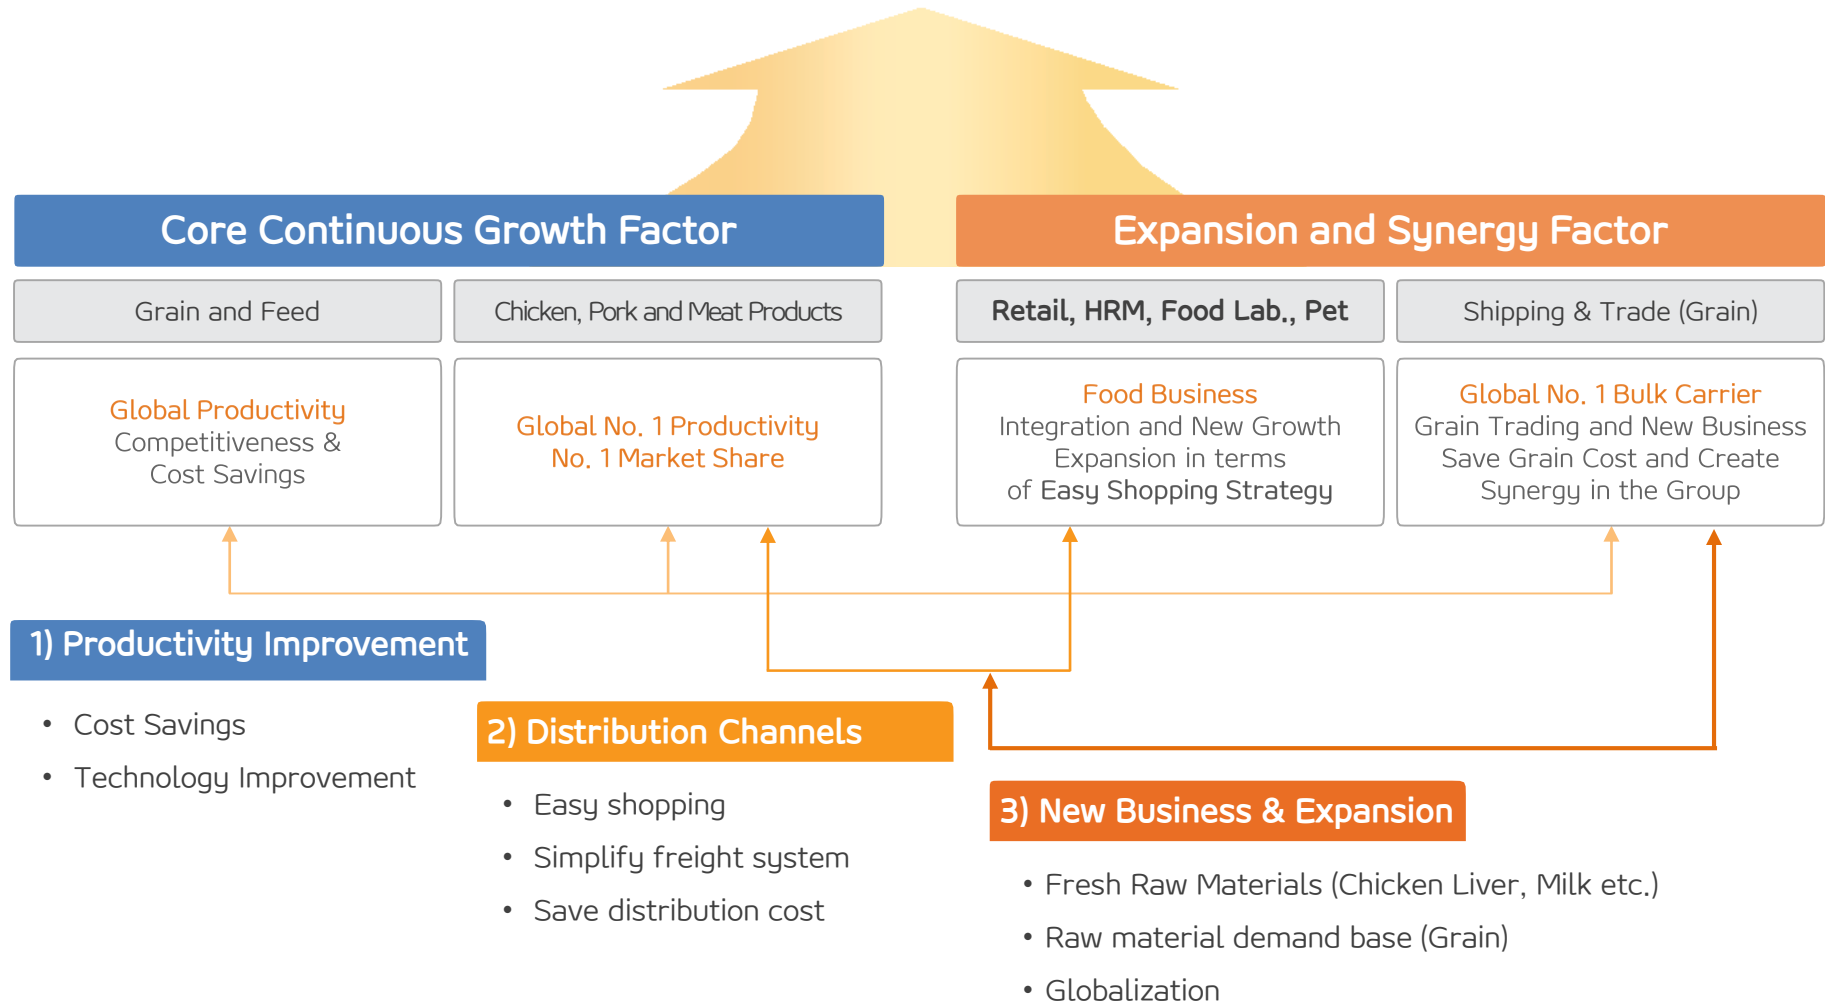 Core Continuous Growth Factor
Expansion and Synergy Factor
Grain and Feed
Chicken, Pork and Meat Products
Retail, HRM, Food Lab., Pet
Shipping & Trade (Grain)
Global Productivity
Competitiveness &
Cost Savings
Global No. 1 Productivity
No. 1 Market Share
Food Business
Integration and New Growth
Expansion in terms
of Easy Shopping Strategy
Global No. 1 Bulk Carrier
Grain Trading and New Business
Save Grain Cost and Create
Synergy in the Group
1) Productivity Improvement
• Cost Savings
• Technology Improvement
2) Distribution Channels
• Easy shopping
• Simplify freight system
• Save distribution cost
3) New Business & Expansion
• Fresh Raw Materials (Chicken Liver, Milk etc.)
• Raw material demand base (Grain)
• Globalization